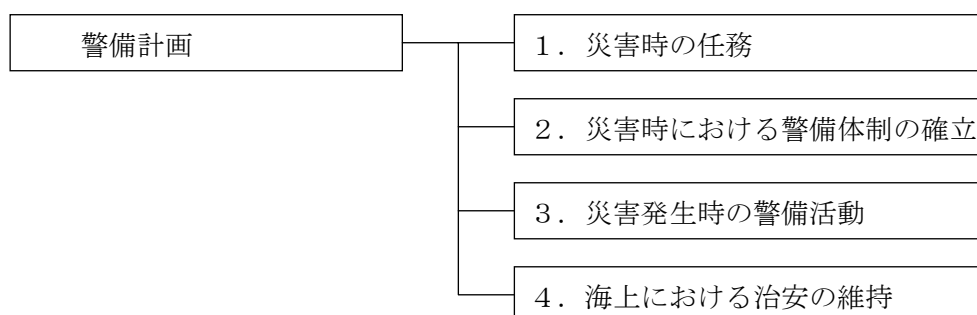 警備計画
１．災害時の任務
２．災害時における警備体制の確立
３．災害発生時の警備活動
４．海上における治安の維持